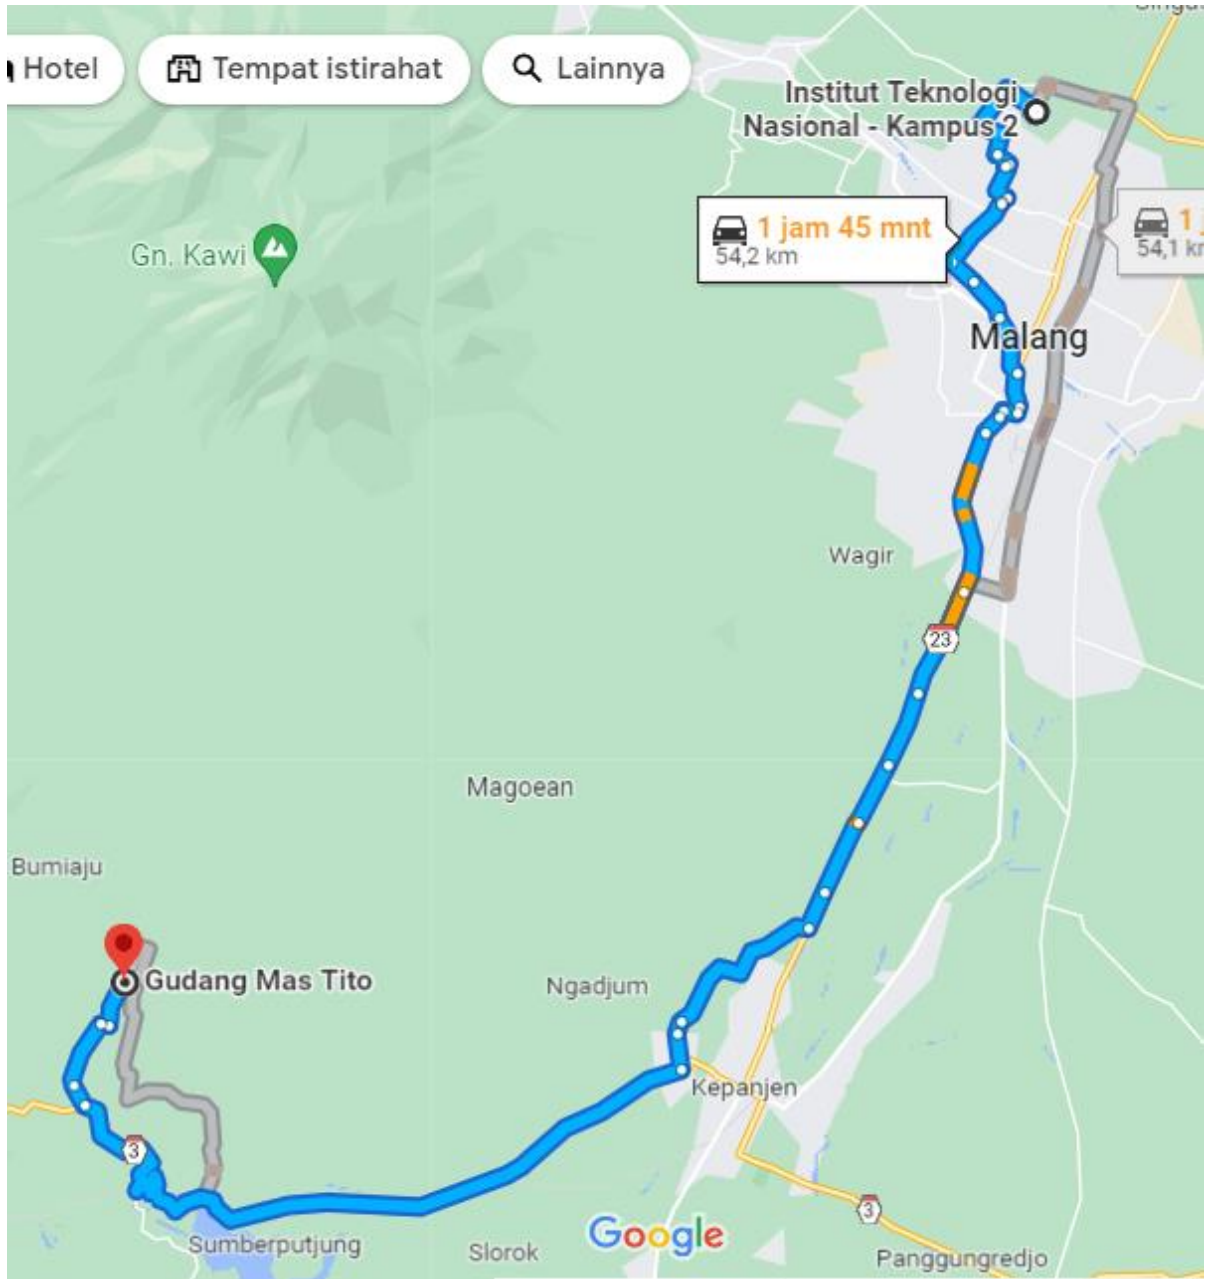 Hotel
Tempat istirahat
Lainnya
Institut Teknologi
Nasional - Kampus 2
1 jam 45 mnt
54,2 km
1 j
54,1 km
Gn. Kawi
Malang
Wagir
23
Magoean
Bumiaju
Gudang Mas Tito
Ngadjum
Kepanjen
3
3
Google
Sumberputjung
Slorok
Panggungredjo